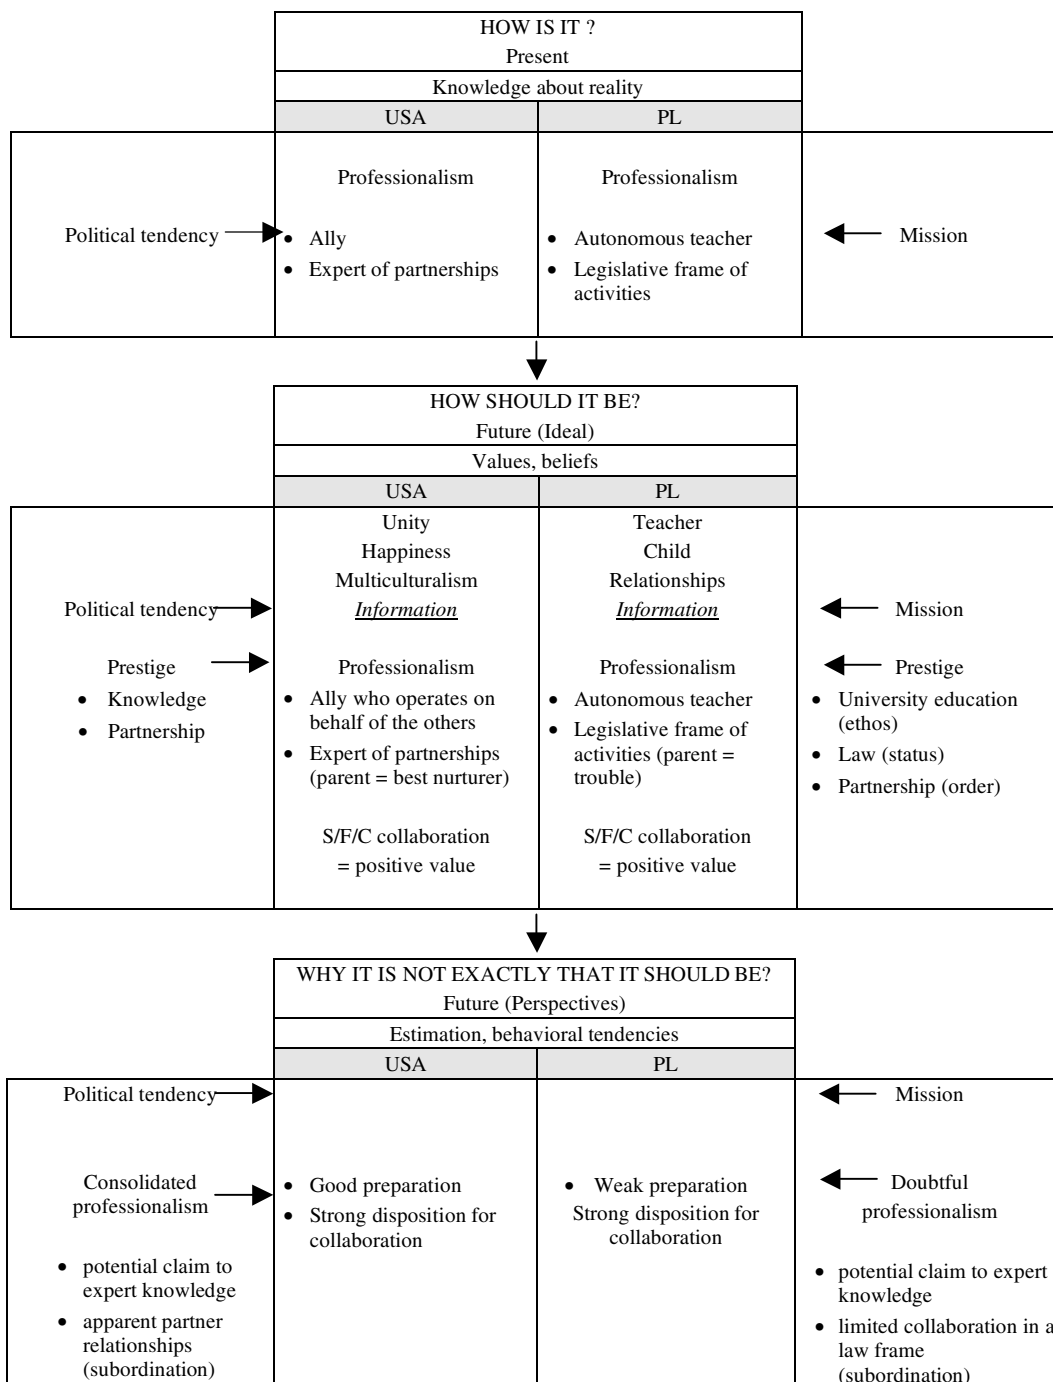 HOW IS IT ?
Present
Knowledge about reality
USA PL
Professionalism Professionalism
Political tendency • Ally • Autonomous teacher Mission
• Expert of partnerships • Legislative frame of
activities
HOW SHOULD IT BE?
Future (Ideal)
Values, beliefs
USA PL
Unity Teacher
Happiness Child
Multiculturalism Relationships
Political tendency Information Information Mission
Prestige Professionalism Professionalism Prestige
• Knowledge • Ally who operates on • Autonomous teacher • University education
behalf of the others • Legislative frame of (ethos)
• Partnership • Expert of partnerships activities (parent = • Law (status)
(parent = best nurturer) trouble) • Partnership (order)
S/F/C collaboration S/F/C collaboration
= positive value = positive value
WHY IT IS NOT EXACTLY THAT IT SHOULD BE?
Future (Perspectives)
Estimation, behavioral tendencies
USA PL
Political tendency Mission
Consolidated • Good preparation • Weak preparation Doubtful
professionalism • Strong disposition for Strong disposition for professionalism
collaboration collaboration
• potential claim to • potential claim to expert
expert knowledge knowledge
• apparent partner • limited collaboration in a
relationships law frame
(subordination) (subordination)